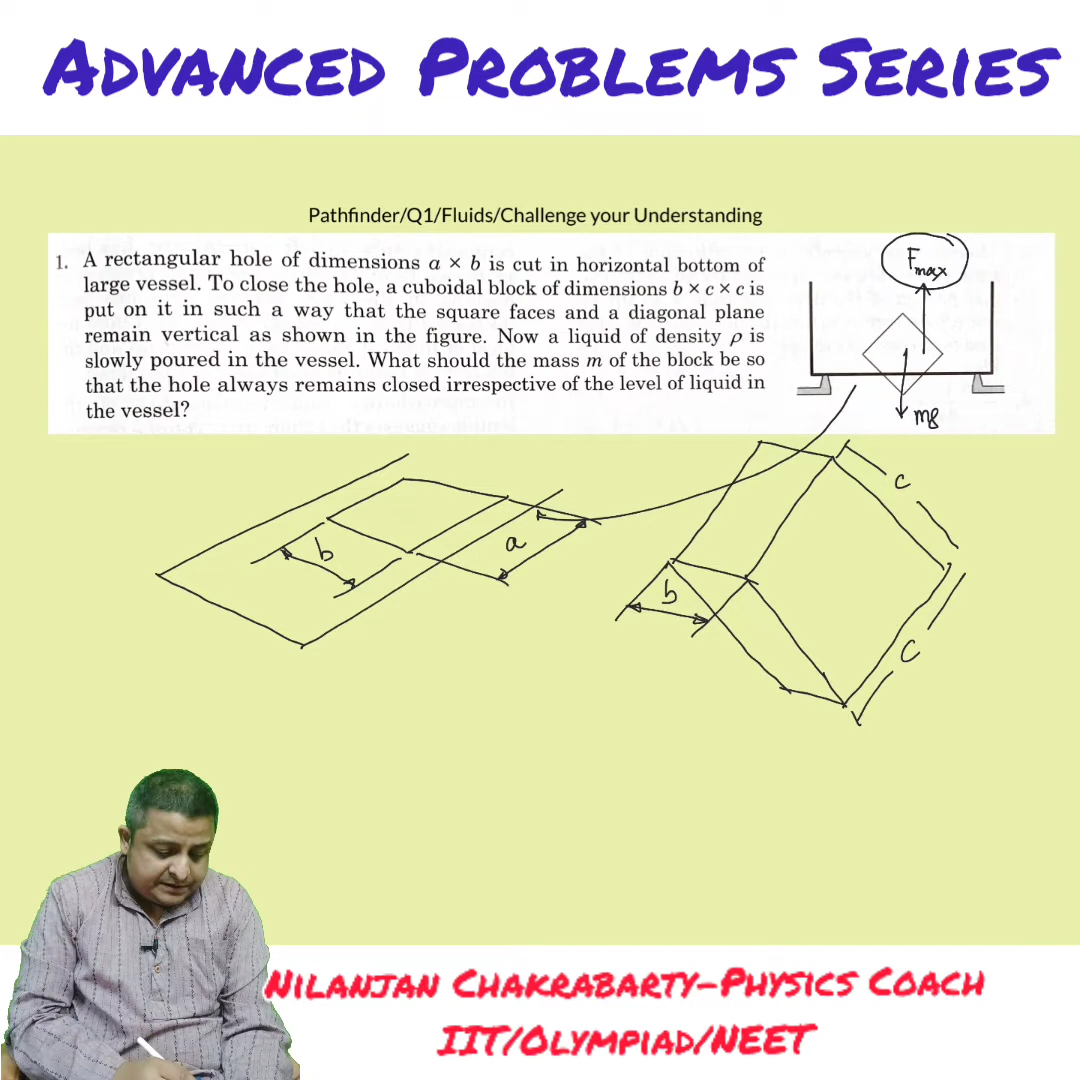 ADVANCED PROBLEMS SERIES
Pathfinder/Q1/Fluids/Challenge your Understanding
1. A rectangular hole of dimensions a × b is cut in horizontal bottom of
large vessel. To close the hole, a cuboidal block of dimensions b × c × c is
put on it in such a way that the square faces and a diagonal plane
remain vertical as shown in the figure. Now a liquid of density ρ is
slowly poured in the vessel. What should the mass m of the block be so
that the hole always remains closed irrespective of the level of liquid in
the vessel?
Fmax
mg
c
b
a
b
c
NILANJAN CHAKRABARTY-PHYSICS COACH
IIT/OLYMPIAD/NEET